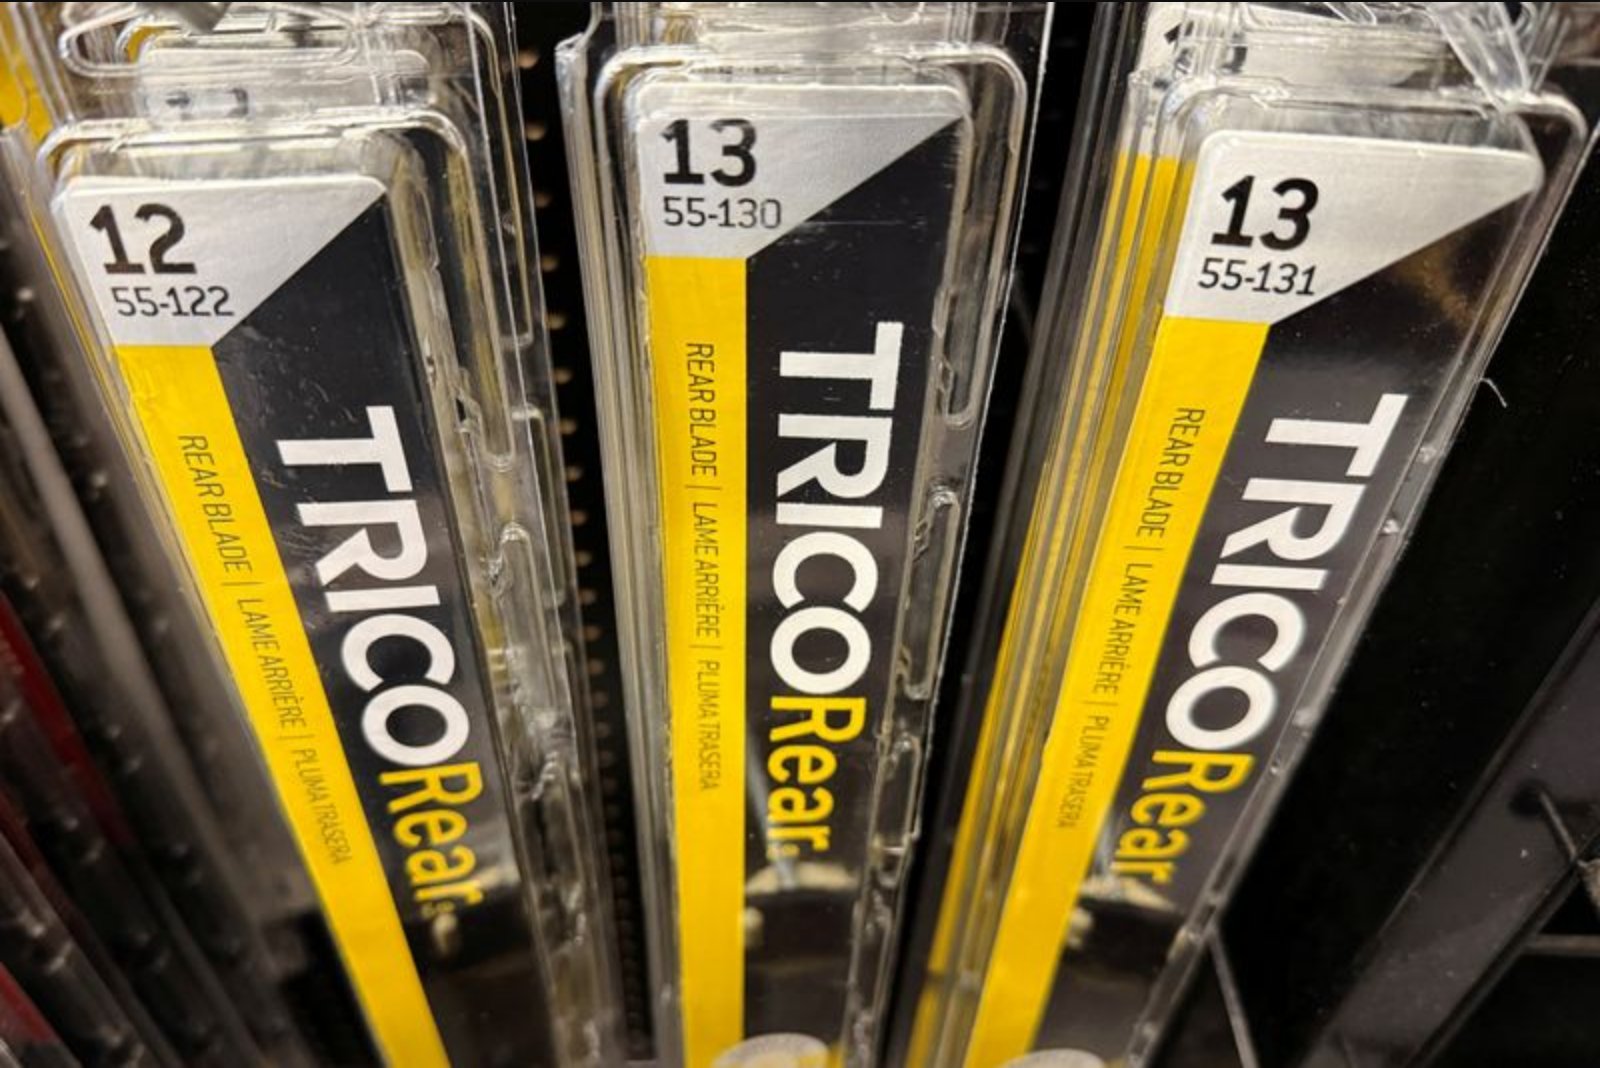 12
55-122
TRICORear
REAR BLADE | LAME ARRIÈRE | PLUMA TRASERA
13
55-130
TRICORear
REAR BLADE | LAME ARRIÈRE | PLUMA TRASERA
13
55-131
TRICORear
REAR BLADE | LAME ARRIÈRE | PLUMA TRASERA